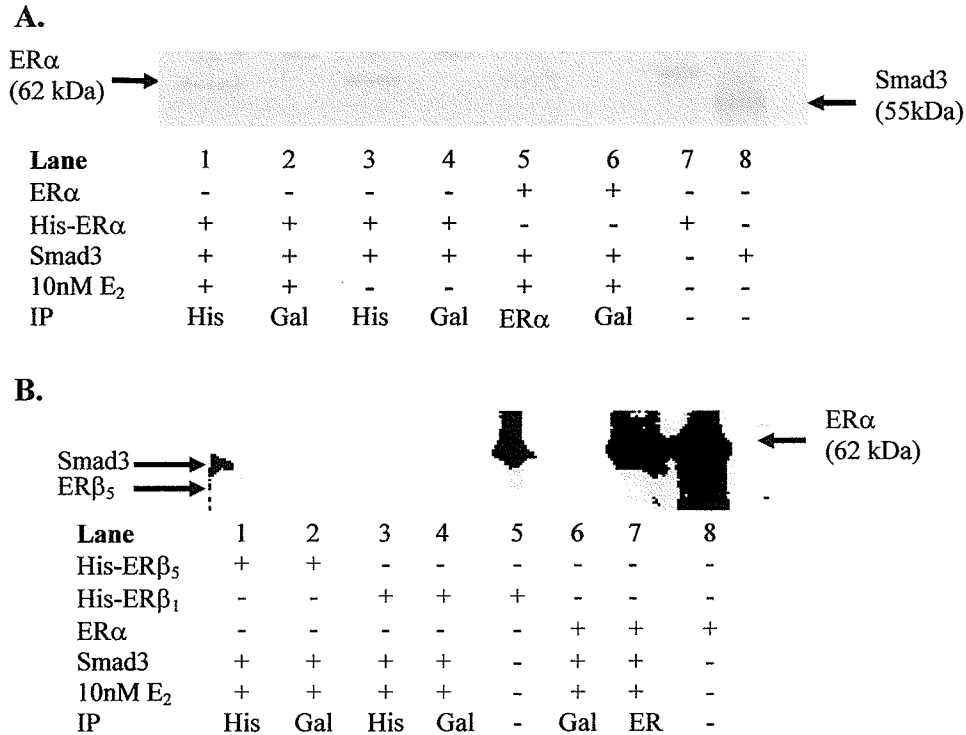 A.
ERα
(62 kDa)
Smad3
(55kDa)
Lane 1 2 3 4 5 6 7 8
ERα - - - - + + - -
His-ERα + + + + - - + -
Smad3 + + + + + + - +
10nM E₂ + + - - + + - -
IP His Gal His Gal ERα Gal - -
B.
Smad3
ERβ₅
ERα
(62 kDa)
Lane 1 2 3 4 5 6 7 8
His-ERβ₅ + + - - - - - -
His-ERβ₁ - - + + + - - -
ERα - - - - - + + +
Smad3 + + + + - + + -
10nM E₂ + + + + - + + -
IP His Gal His Gal - Gal ER -